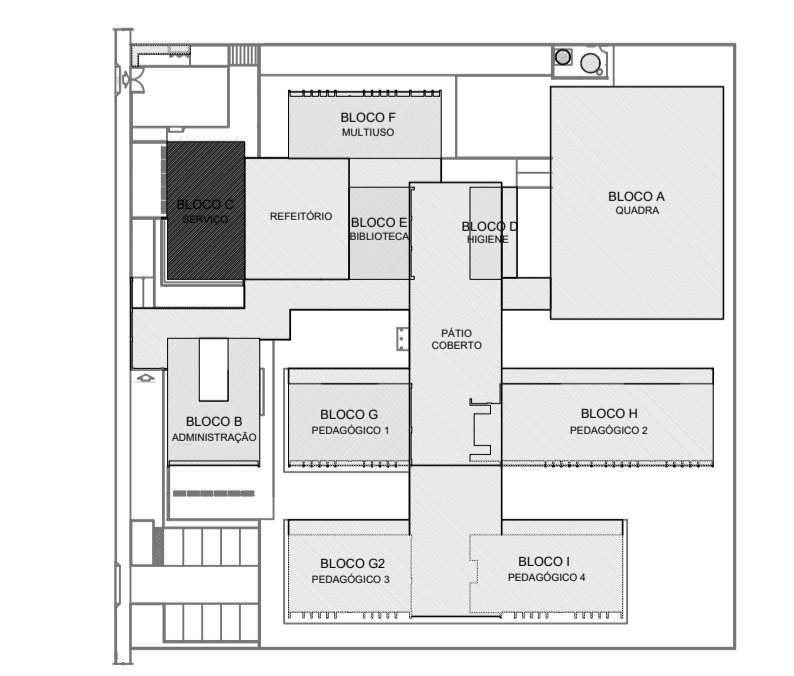 BLOCO F
MULTIUSO
BLOCO A
QUADRA
BLOCO C
SERVIÇO
REFEITÓRIO
BLOCO E
BIBLIOTECA
BLOCO D
HIGIENE
PÁTIO
COBERTO
BLOCO B
ADMINISTRAÇÃO
BLOCO G
PEDAGÓGICO 1
BLOCO H
PEDAGÓGICO 2
BLOCO G2
PEDAGÓGICO 3
BLOCO I
PEDAGÓGICO 4